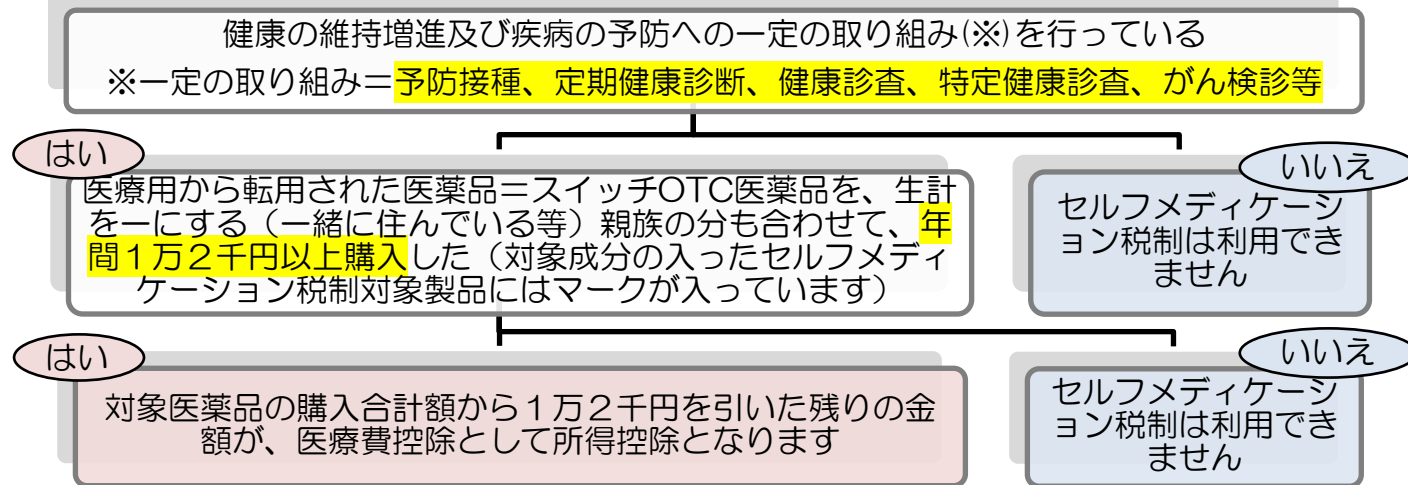 健康の維持増進及び疾病の予防への一定の取り組み(※)を行っている
※一定の取り組み＝予防接種、定期健康診断、健康診査、特定健康診査、がん検診等
はい
医療用から転用された医薬品＝スイッチOTC医薬品を、生計
を一にする（一緒に住んでいる等）親族の分も合わせて、年
間１万２千円以上購入した（対象成分の入ったセルフメディ
ケーション税制対象製品にはマークが入っています）
いいえ
セルフメディケーシ
ョン税制は利用でき
ません
はい
対象医薬品の購入合計額から１万２千円を引いた残りの金
額が、医療費控除として所得控除となります
いいえ
セルフメディケーシ
ョン税制は利用でき
ません